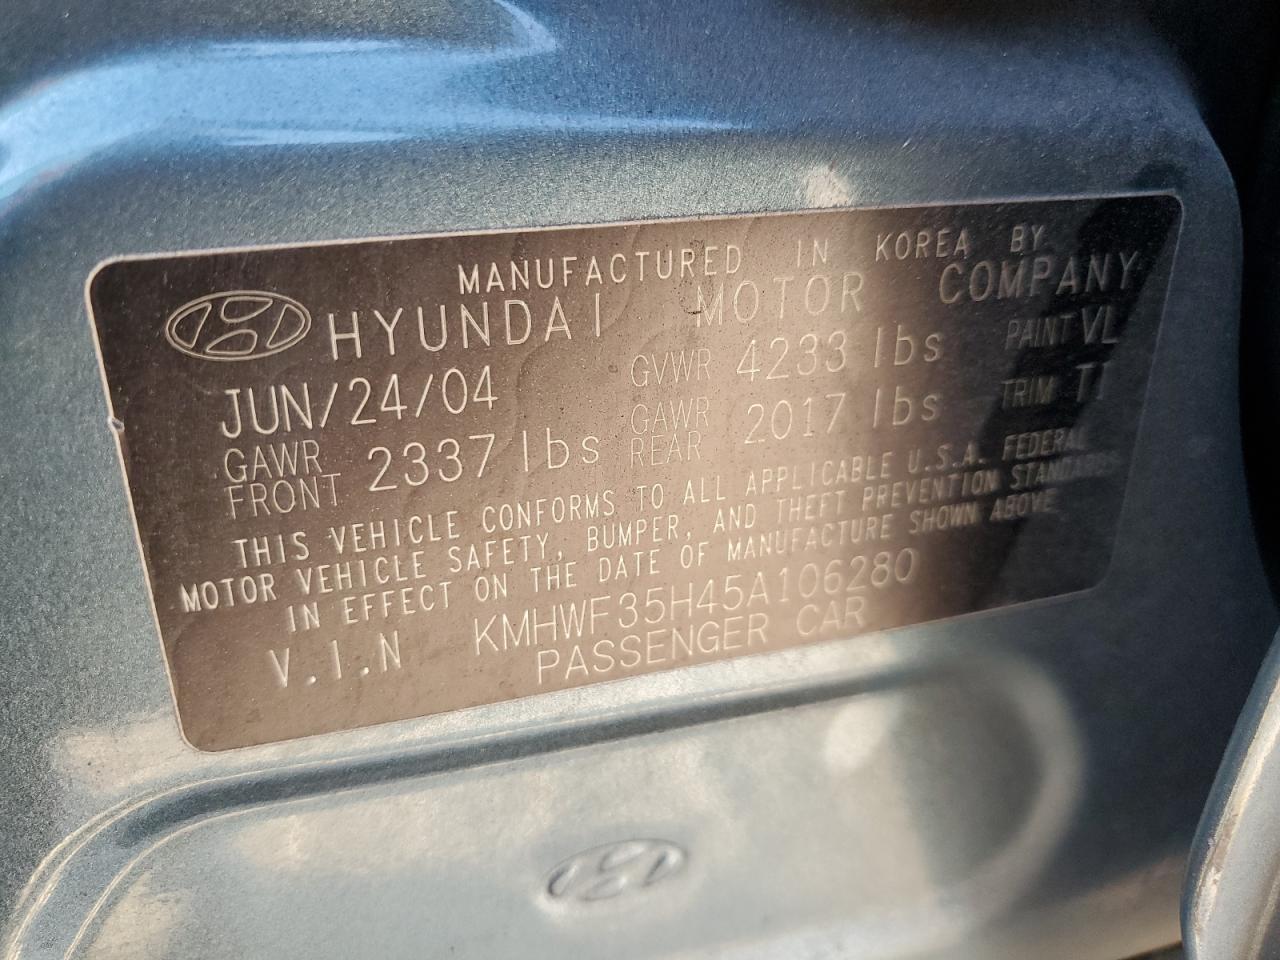 MANUFACTURED IN KOREA BY
HYUNDAI MOTOR COMPANY
JUN/24/04 GVWR 4233 lbs PAINT VL
GAWR FRONT 2337 lbs GAWR REAR 2017 lbs TRIM TI
THIS VEHICLE CONFORMS TO ALL APPLICABLE U.S.A. FEDERAL
MOTOR VEHICLE SAFETY, BUMPER, AND THEFT PREVENTION STANDARDS
IN EFFECT ON THE DATE OF MANUFACTURE SHOWN ABOVE
V.I.N KMHWF35H45A106280
PASSENGER CAR